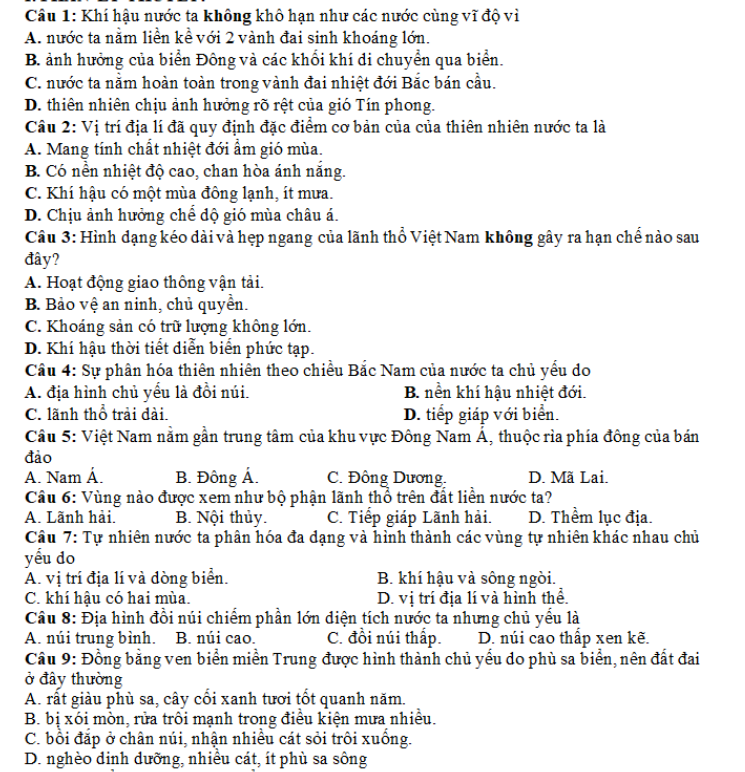 Câu 1: Khí hậu nước ta không khô hạn như các nước cùng vĩ độ vì
A. nước ta nằm liền kề với 2 vành đai sinh khoáng lớn.
B. ảnh hưởng của biển Đông và các khối khí di chuyển qua biển.
C. nước ta nằm hoàn toàn trong vành đai nhiệt đới Bắc bán cầu.
D. thiên nhiên chịu ảnh hưởng rõ rệt của gió Tín phong.
Câu 2: Vị trí địa lí đã quy định đặc điểm cơ bản của của thiên nhiên nước ta là
A. Mang tính chất nhiệt đới ẩm gió mùa.
B. Có nền nhiệt độ cao, chan hòa ánh nắng.
C. Khí hậu có một mùa đông lạnh, ít mưa.
D. Chịu ảnh hưởng chế dộ gió mùa châu á.
Câu 3: Hình dạng kéo dài và hẹp ngang của lãnh thổ Việt Nam không gây ra hạn chế nào sau
đây?
A. Hoạt động giao thông vận tải.
B. Bảo vệ an ninh, chủ quyền.
C. Khoáng sản có trữ lượng không lớn.
D. Khí hậu thời tiết diễn biến phức tạp.
Câu 4: Sự phân hóa thiên nhiên theo chiều Bắc Nam của nước ta chủ yếu do
A. địa hình chủ yếu là đồi núi. B. nền khí hậu nhiệt đới.
C. lãnh thổ trải dài. D. tiếp giáp với biển.
Câu 5: Việt Nam nằm gần trung tâm của khu vực Đông Nam Á, thuộc rìa phía đông của bán
đảo
A. Nam Á. B. Đông Á. C. Đông Dương. D. Mã Lai.
Câu 6: Vùng nào được xem như bộ phận lãnh thổ trên đất liền nước ta?
A. Lãnh hải. B. Nội thủy. C. Tiếp giáp Lãnh hải. D. Thềm lục địa.
Câu 7: Tự nhiên nước ta phân hóa đa dạng và hình thành các vùng tự nhiên khác nhau chủ
yếu do
A. vị trí địa lí và dòng biển. B. khí hậu và sông ngòi.
C. khí hậu có hai mùa. D. vị trí địa lí và hình thể.
Câu 8: Địa hình đồi núi chiếm phần lớn diện tích nước ta nhưng chủ yếu là
A. núi trung bình. B. núi cao. C. đồi núi thấp. D. núi cao thấp xen kẽ.
Câu 9: Đồng bằng ven biển miền Trung được hình thành chủ yếu do phù sa biển, nên đất đai
ở đây thường
A. rất giàu phù sa, cây cối xanh tươi tốt quanh năm.
B. bị xói mòn, rửa trôi mạnh trong điều kiện mưa nhiều.
C. bồi đắp ở chân núi, nhận nhiều cát sỏi trôi xuống.
D. nghèo dinh dưỡng, nhiều cát, ít phù sa sông